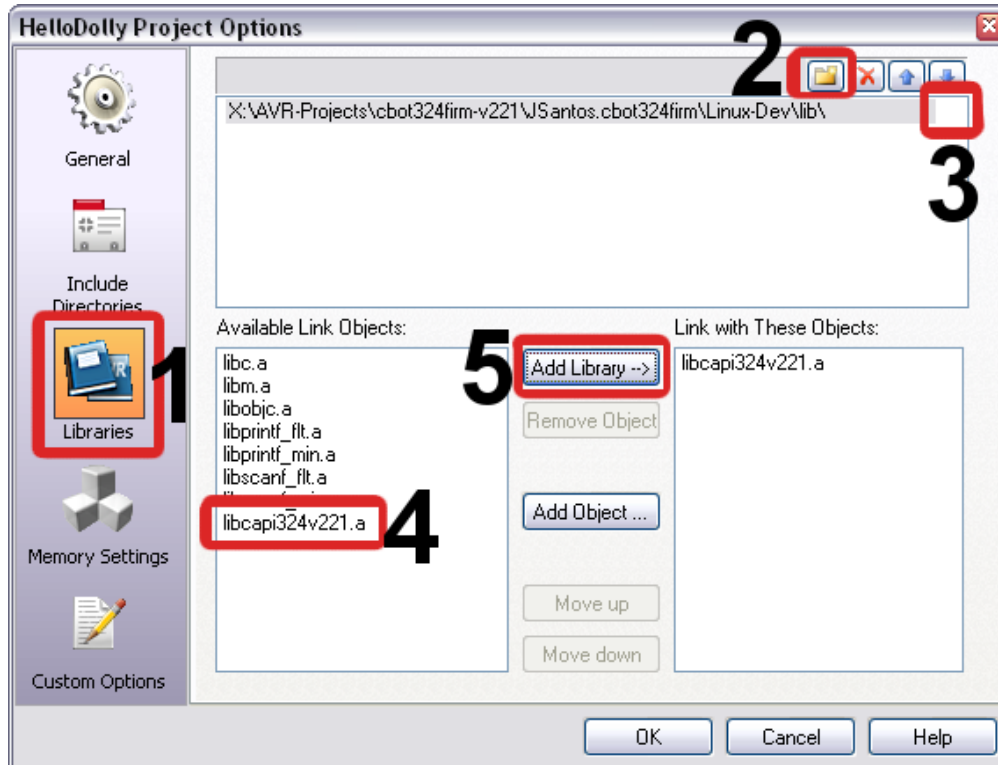 HelloDolly Project Options
2
X:\AVR-Projects\cbot324firm-v221\JSantos.cbot324firm\Linux-Dev\lib\
3
General
Include
Directories
1
Libraries
Memory Settings
Custom Options
Available Link Objects:
libc.a
libm.a
libobjc.a
libprintf_flt.a
libprintf_min.a
libscanf_flt.a
libcapi324v221.a
4
5
Add Library -->
Remove Object
Add Object ...
Move up
Move down
Link with These Objects:
libcapi324v221.a
OK
Cancel
Help